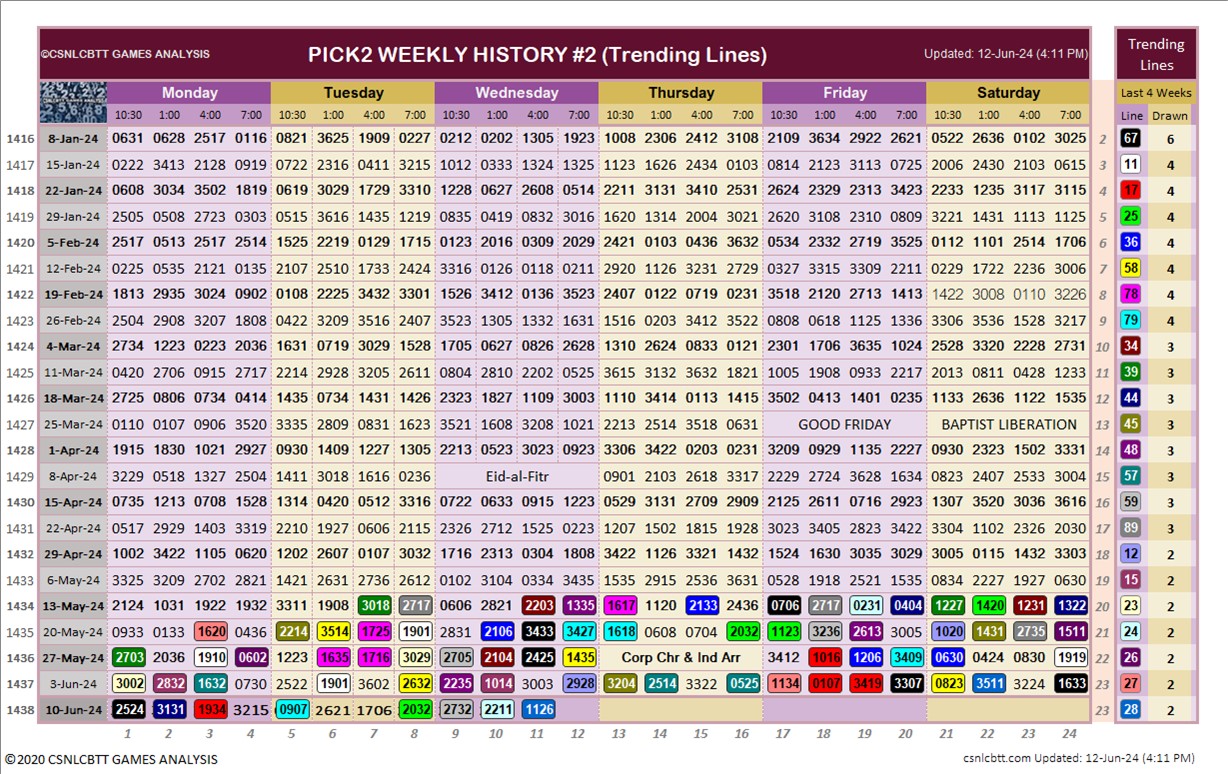 ©CSNLCBTT GAMES ANALYSIS PICK2 WEEKLY HISTORY #2 (Trending Lines) Updated: 12-Jun-24 (4:11 PM) Trending Lines
Monday Tuesday Wednesday Thursday Friday Saturday Last 4 Weeks
10:30 1:00 4:00 7:00 10:30 1:00 4:00 7:00 10:30 1:00 4:00 7:00 10:30 1:00 4:00 7:00 10:30 1:00 4:00 7:00 10:30 1:00 4:00 7:00 Line Drawn
1416 8-Jan-24 0631 0628 2517 0116 0821 3625 1909 0227 0212 0202 1305 1923 1008 2306 2412 3108 2109 3634 2922 2621 0522 2636 0102 3025 2 67 6
1417 15-Jan-24 0222 3413 2128 0919 0722 2316 0411 3215 1012 0333 1324 1325 1123 1626 2434 0103 0814 2123 3113 0725 2006 2430 2103 0615 3 11 4
1418 22-Jan-24 0608 3034 3502 1819 0619 3029 1729 3310 1228 0627 2608 0514 2211 3131 3410 2531 2624 2329 2313 3423 2233 1235 3117 3115 4 17 4
1419 29-Jan-24 2505 0508 2723 0303 0515 3616 1435 1219 0835 0419 0832 3016 1620 1314 2004 3021 2620 3108 2310 0809 3221 1431 1113 1125 5 25 4
1420 5-Feb-24 2517 0513 2517 2514 1525 2219 0129 1715 0123 2016 0309 2029 2421 0103 0436 3632 0534 2332 2719 3525 0112 1101 2514 1706 6 36 4
1421 12-Feb-24 0225 0535 2121 0135 2107 2510 1733 2424 3316 0126 0118 0211 2920 1126 3231 2729 0327 3315 3309 2211 0229 1722 2236 3006 7 58 4
1422 19-Feb-24 1813 2935 3024 0902 0108 2225 3432 3301 1526 3412 0136 3523 2407 0122 0719 0231 3518 2120 2713 1413 1422 3008 0110 3226 8 78 4
1423 26-Feb-24 2504 2908 3207 1808 0422 3209 3516 2407 3523 1305 1332 1631 1516 0203 3412 3522 0808 0618 1125 1336 3306 3536 1528 3217 9 79 4
1424 4-Mar-24 2734 1223 0223 2036 1631 0719 3029 1528 1705 0627 0826 2628 1310 2624 0833 0121 2301 1706 3635 1024 2528 3320 2228 2731 10 34 3
1425 11-Mar-24 0420 2706 0915 2717 2214 2928 3205 2611 0804 2810 2202 0525 3615 3132 3632 1821 1005 1908 0933 2217 2013 0811 0428 1233 11 39 3
1426 18-Mar-24 2725 0806 0734 0414 1435 0734 1431 1426 2323 1827 1109 3003 1110 3414 0113 1415 3502 0413 1401 0235 1133 2636 1122 1535 12 44 3
1427 25-Mar-24 0110 0107 0906 3520 3335 2809 0831 1623 3521 1608 3208 1021 2213 2514 3518 0631 GOOD FRIDAY BAPTIST LIBERATION 13 45 3
1428 1-Apr-24 1915 1830 1021 2927 0930 1409 1227 1305 2213 0523 3023 0923 3306 3422 0203 0231 3209 0929 1135 2227 0930 2323 1502 3331 14 48 3
1429 8-Apr-24 3229 0518 1327 2504 1411 3018 1616 0236 Eid-al-Fitr 0901 2103 2618 3317 2229 2724 3628 1634 0823 2407 2533 3004 15 57 3
1430 15-Apr-24 0735 1213 0708 1528 1314 0420 0512 3316 0722 0633 0915 1223 0529 3131 2709 2909 2125 2611 0716 2923 1307 3520 3036 3616 16 59 3
1431 22-Apr-24 0517 2929 1403 3319 2210 1927 0606 2115 2326 2712 1525 0223 1207 1502 1815 1928 3023 3405 2823 3422 3304 1102 2326 2030 17 89 3
1432 29-Apr-24 1002 3422 1105 0620 1202 2607 0107 3032 1716 2313 0304 1808 3422 1126 3321 1432 1524 1630 3035 3029 3005 0115 1432 3303 18 12 2
1433 6-May-24 3325 3209 2702 2821 1421 2631 2736 2612 0102 3104 0334 3435 1535 2915 2536 3631 0528 1918 2521 1535 0834 2227 1927 0630 19 15 2
1434 13-May-24 2124 1031 1922 1932 3311 1908 3018 2717 0606 2821 2203 1335 1617 1120 2133 2436 0706 2717 0231 0404 1227 1420 1231 1322 20 23 2
1435 20-May-24 0933 0133 1620 0436 2214 3514 1725 1901 2831 2106 3433 3427 1618 0608 0704 2032 1123 3236 2613 3005 1020 1431 2735 1511 21 24 2
1436 27-May-24 2703 2036 1910 0602 1223 1635 1716 3029 2705 2104 2425 1435 Corp Chr & Ind Arr 3412 1016 1206 3409 0630 0424 0830 1919 22 26 2
1437 3-Jun-24 3002 2832 1632 0730 2522 1901 3602 2632 2235 1014 3003 2928 3204 2514 3322 0525 1134 0107 3419 3307 0823 3511 3224 1633 23 27 2
1438 10-Jun-24 2524 3131 1934 3215 0907 2621 1706 2032 2732 2211 1126 23 28 2
1 2 3 4 5 6 7 8 9 10 11 12 13 14 15 16 17 18 19 20 21 22 23 24
©2020 CSNLCBTT GAMES ANALYSIS csnlcbtt.com Updated: 12-Jun-24 (4:11 PM)